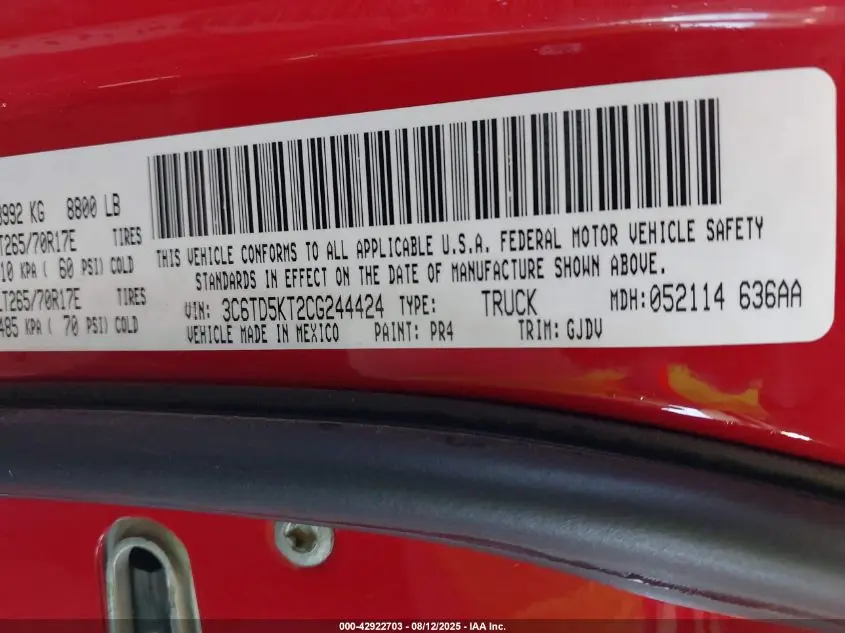 992 KG 8800 LB
T265/70R17E TIRES
10 KPA ( 60 PSI) COLD
LT265/70R17E TIRES
485 KPA ( 70 PSI) COLD
THIS VEHICLE CONFORMS TO ALL APPLICABLE U.S.A. FEDERAL MOTOR VEHICLE SAFETY
STANDARDS IN EFFECT ON THE DATE OF MANUFACTURE SHOWN ABOVE.
VIN: 3C6TD5KT2CG244424 TYPE: TRUCK MDH: 052114 636AA
VEHICLE MADE IN MEXICO PAINT: PR4 TRIM: GJDV
000-42922703 - 08/12/2025 - IAA Inc.